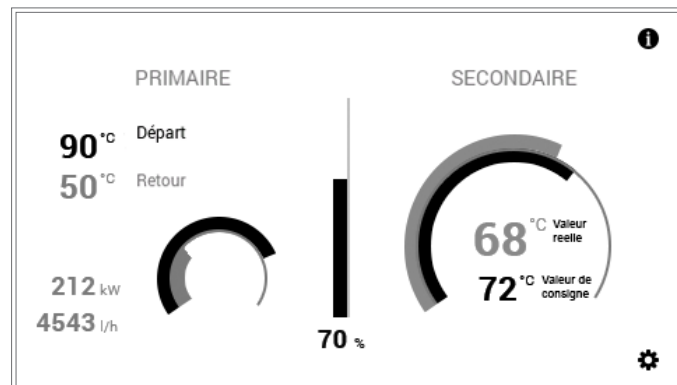 PRIMAIRE
90 °C Départ
50 °C Retour
212 kW
4543 l/h
70 %
SECONDAIRE
68 °C Valeur
reelle
72 °C Valeur de
consigne